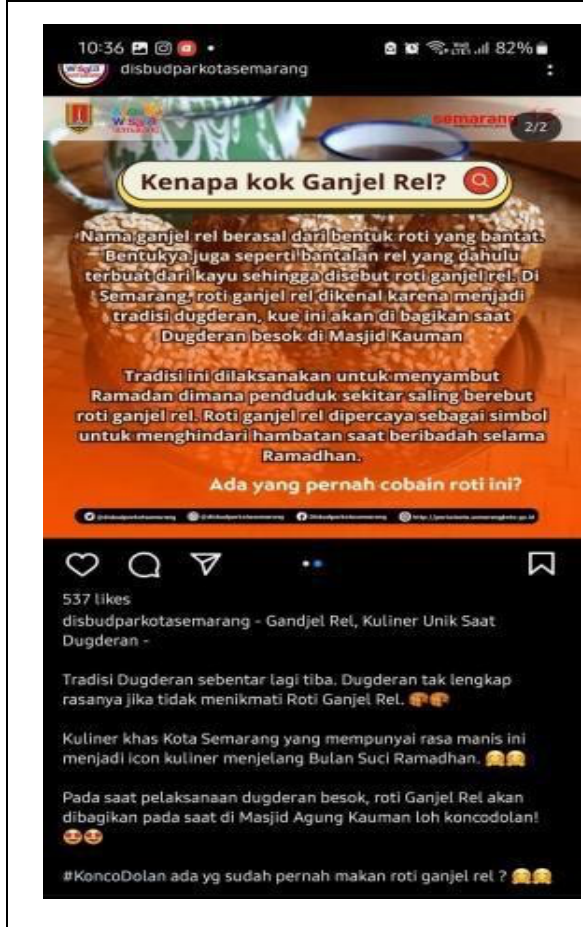 10:36
82%
disbudparkotasemarang
semarang
2/2
Kenapa kok Ganjel Rel?
Nama ganjel rel berasal dari bentuk roti yang bantat.
Bentukya juga seperti bantalan rel yang dahulu
terbuat dari kayu sehingga disebut roti ganjel rel. Di
Semarang, roti ganjel rel dikenal karena menjadi
tradisi dugderan, kue ini akan di bagikan saat
Dugderan besok di Masjid Kauman
Tradisi ini dilaksanakan untuk menyambut
Ramadan dimana penduduk sekitar saling berebut
roti ganjel rel. Roti ganjel rel dipercaya sebagai simbol
untuk menghindari hambatan saat beribadah selama
Ramadhan.
Ada yang pernah cobain roti ini?
537 likes
disbudparkotasemarang - Gandjel Rel, Kuliner Unik Saat
Dugderan -
Tradisi Dugderan sebentar lagi tiba. Dugderan tak lengkap
rasanya jika tidak menikmati Roti Ganjel Rel. 🥮🥮
Kuliner khas Kota Semarang yang mempunyai rasa manis ini
menjadi icon kuliner menjelang Bulan Suci Ramadhan. 🤗🤗
Pada saat pelaksanaan dugderan besok, roti Ganjel Rel akan
dibagikan pada saat di Masjid Agung Kauman loh koncodolan!
😍😍
#KoncoDolan ada yg sudah pernah makan roti ganjel rel ? 🤗🤗